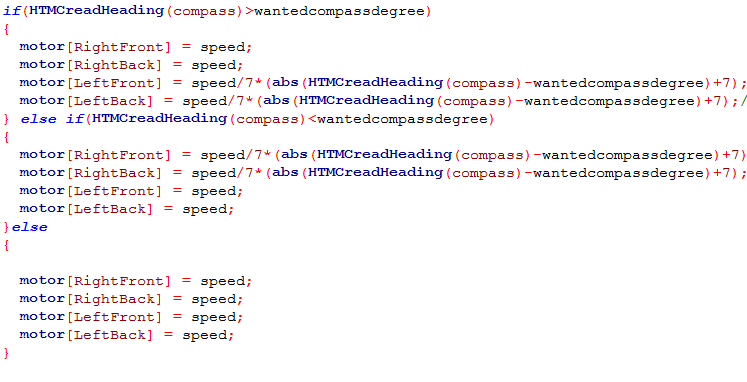 if(HTMCreadHeading(compass)>wantedcompassdegree)
{
  motor[RightFront] = speed;
  motor[RightBack] = speed;
  motor[LeftFront] = speed/7*(abs(HTMCreadHeading(compass)-wantedcompassdegree)+7);
  motor[LeftBack] = speed/7*(abs(HTMCreadHeading(compass)-wantedcompassdegree)+7);/
} else if(HTMCreadHeading(compass)<wantedcompassdegree)
{
  motor[RightFront] = speed/7*(abs(HTMCreadHeading(compass)-wantedcompassdegree)+7)
  motor[RightBack] = speed/7*(abs(HTMCreadHeading(compass)-wantedcompassdegree)+7);
  motor[LeftFront] = speed;
  motor[LeftBack] = speed;
}else
{
  motor[RightFront] = speed;
  motor[RightBack] = speed;
  motor[LeftFront] = speed;
  motor[LeftBack] = speed;
}